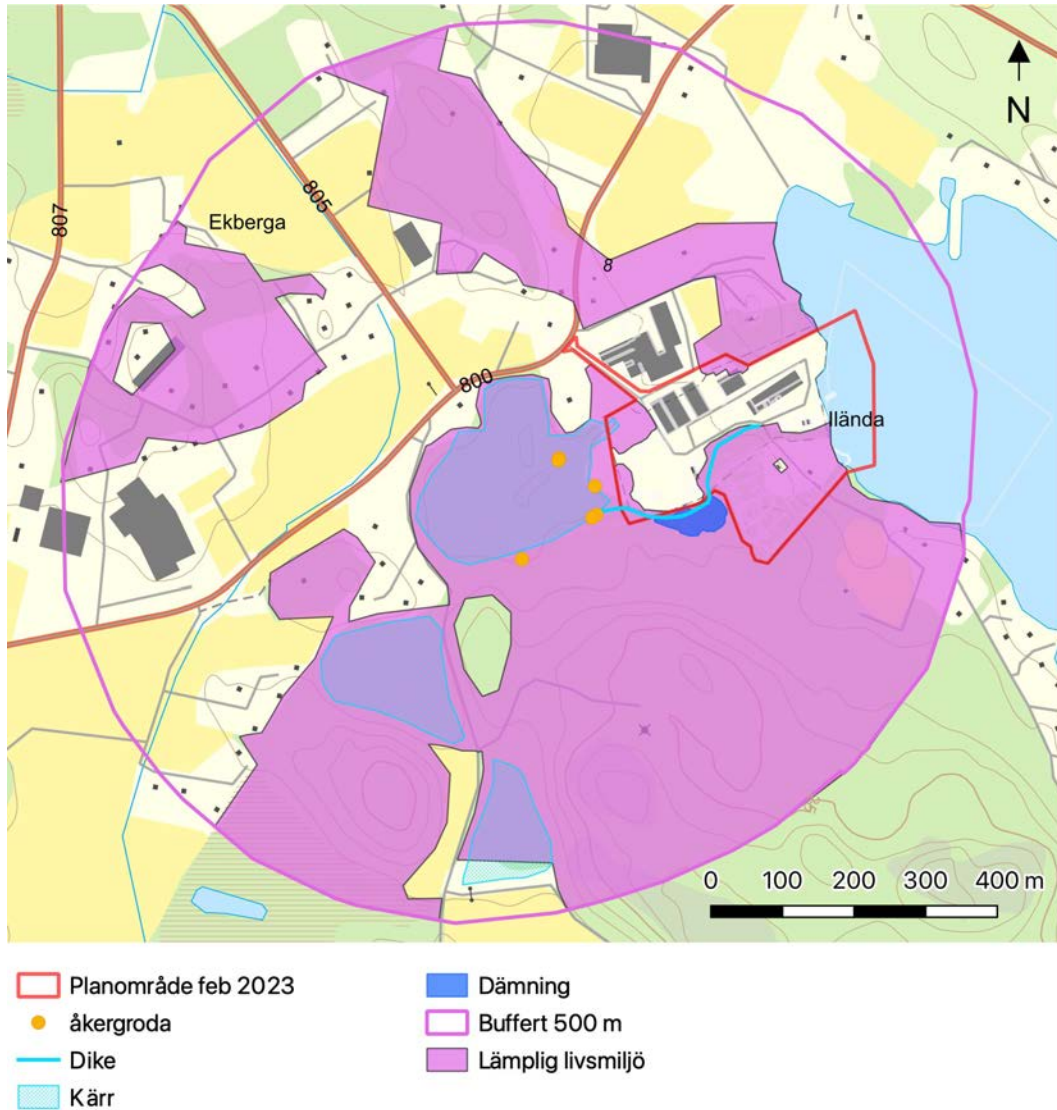 N
807
805
Ekberga
8
800
Ilända
0 100 200 300 400 m
Planområde feb 2023
åkergroda
Dike
Kärr
Dämning
Buffert 500 m
Lämplig livsmiljö